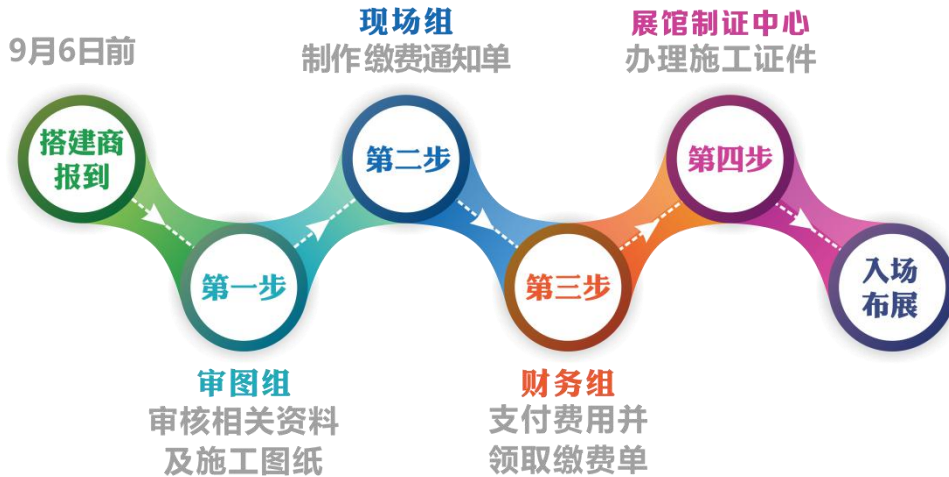 9月6日前
搭建商
报到
第一步
审图组
审核相关资料
及施工图纸
现场组
制作缴费通知单
第二步
第三步
财务组
支付费用并
领取缴费单
展馆制证中心
办理施工证件
第四步
入场
布展